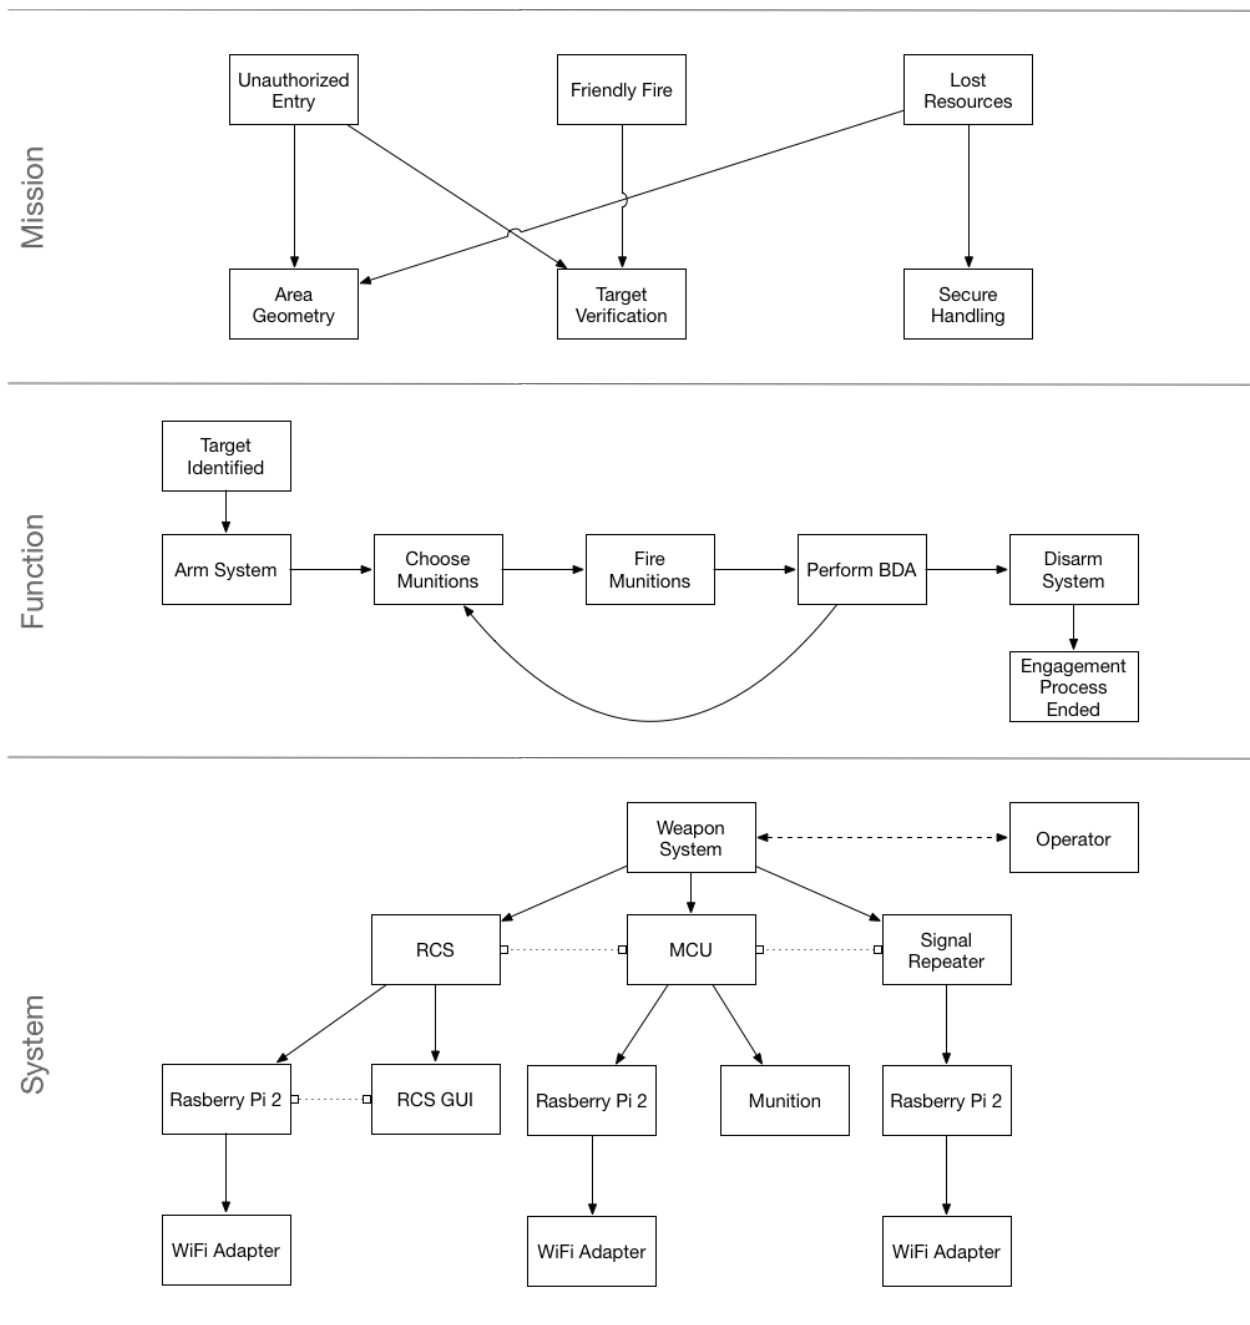 Mission
Unauthorized
Entry
Friendly Fire
Lost
Resources
Area
Geometry
Target
Verification
Secure
Handling
Function
Target
Identified
Arm System
Choose
Munitions
Fire
Munitions
Perform BDA
Disarm
System
Engagement
Process
Ended
System
Weapon
System
Operator
RCS
MCU
Signal
Repeater
Rasberry Pi 2
RCS GUI
Rasberry Pi 2
Munition
Rasberry Pi 2
WiFi Adapter
WiFi Adapter
WiFi Adapter